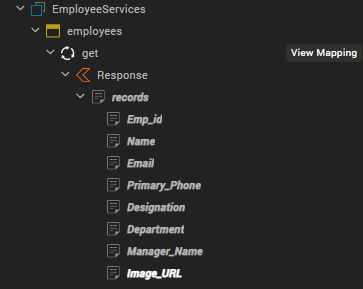 EmployeeServices
employees
get View Mapping
Response
records
Emp_id
Name
Email
Primary_Phone
Designation
Department
Manager_Name
Image_URL